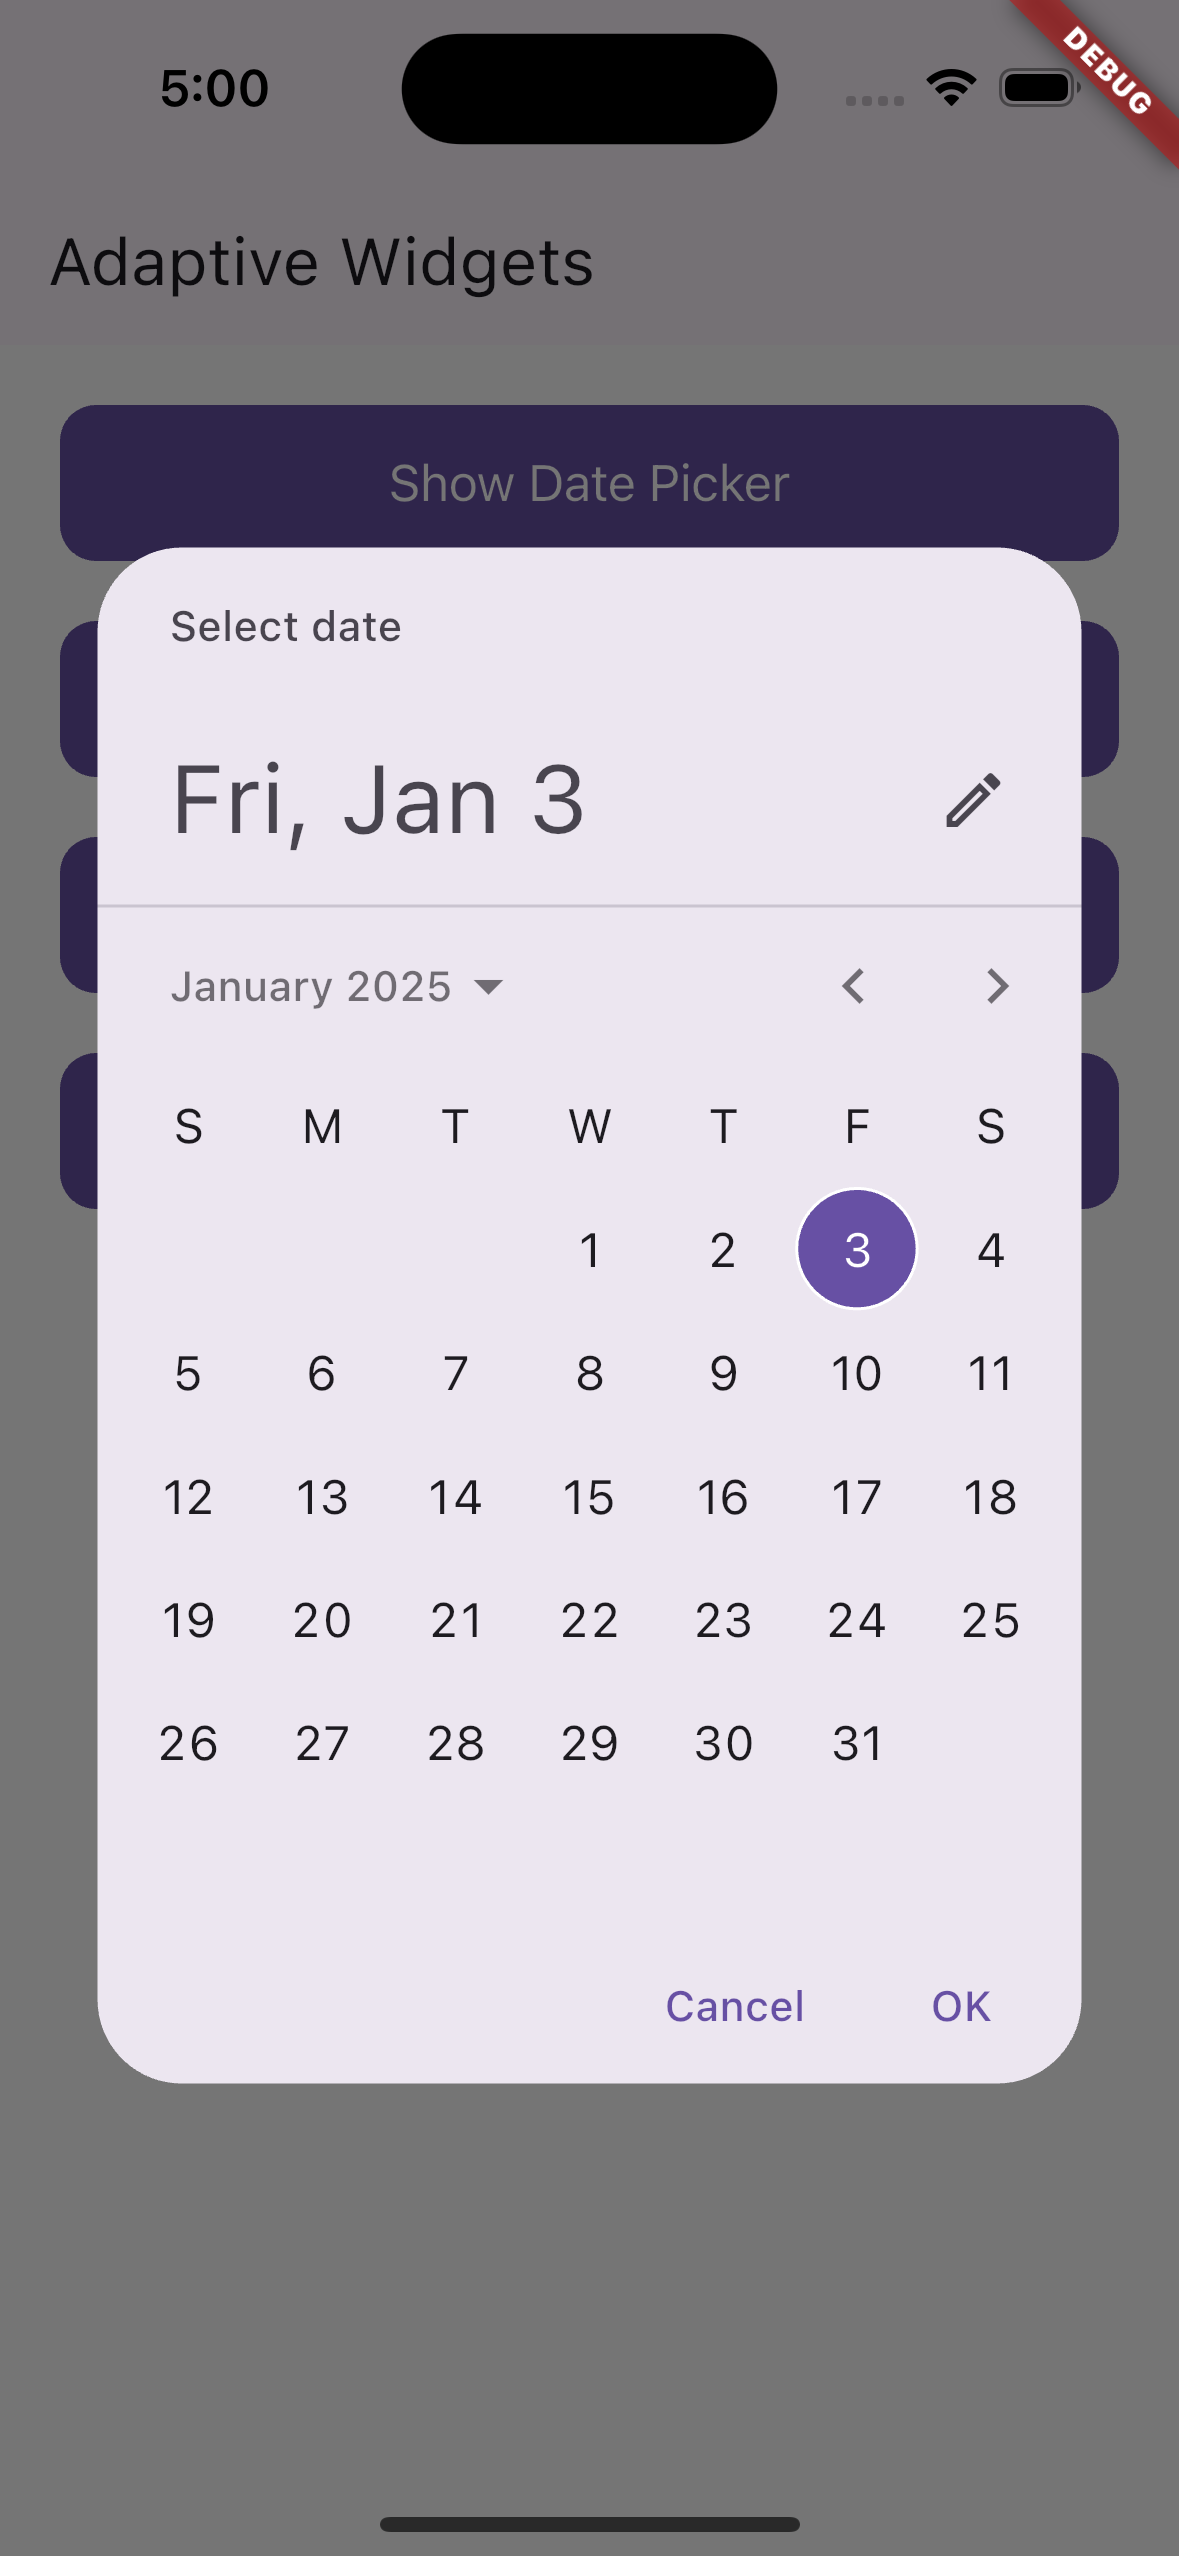 5:00
DEBUG
Adaptive Widgets
Show Date Picker
Select date
Fri, Jan 3
January 2025
S M T W T F S
1 2 3 4
5 6 7 8 9 10 11
12 13 14 15 16 17 18
19 20 21 22 23 24 25
26 27 28 29 30 31
Cancel OK